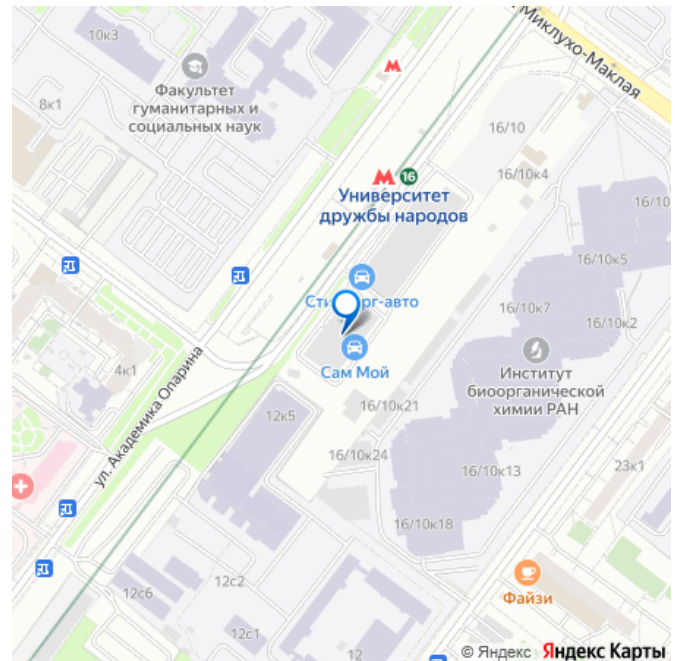 10к3
Миклухо-Маклая
Факультет
гуманитарных и
социальных наук
8к1
16/10
16/10к4
16
Университет
дружбы народов
16/10
16/10к5
16/10к7
16/10к2
Сам Мой
4к1
ул. Академика Опарина
Институт
биоорганической
химии РАН
12к5
16/10к21
16/10к24
16/10к13
23к1
16/10к18
12с6
12с2
12с1
12
Файзи
© Яндекс Яндекс Карты